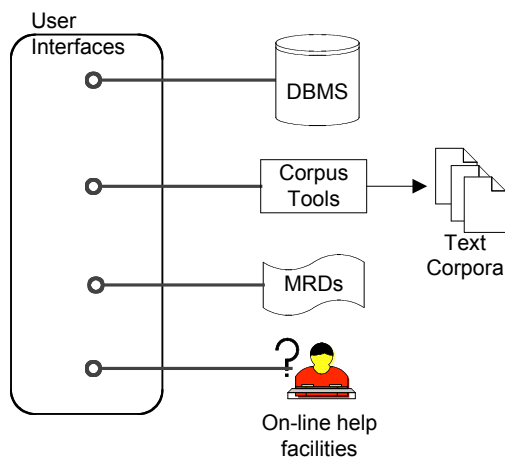 User
Interfaces
DBMS
Corpus
Tools
Text
Corpora
MRDs
?
On-line help
facilities